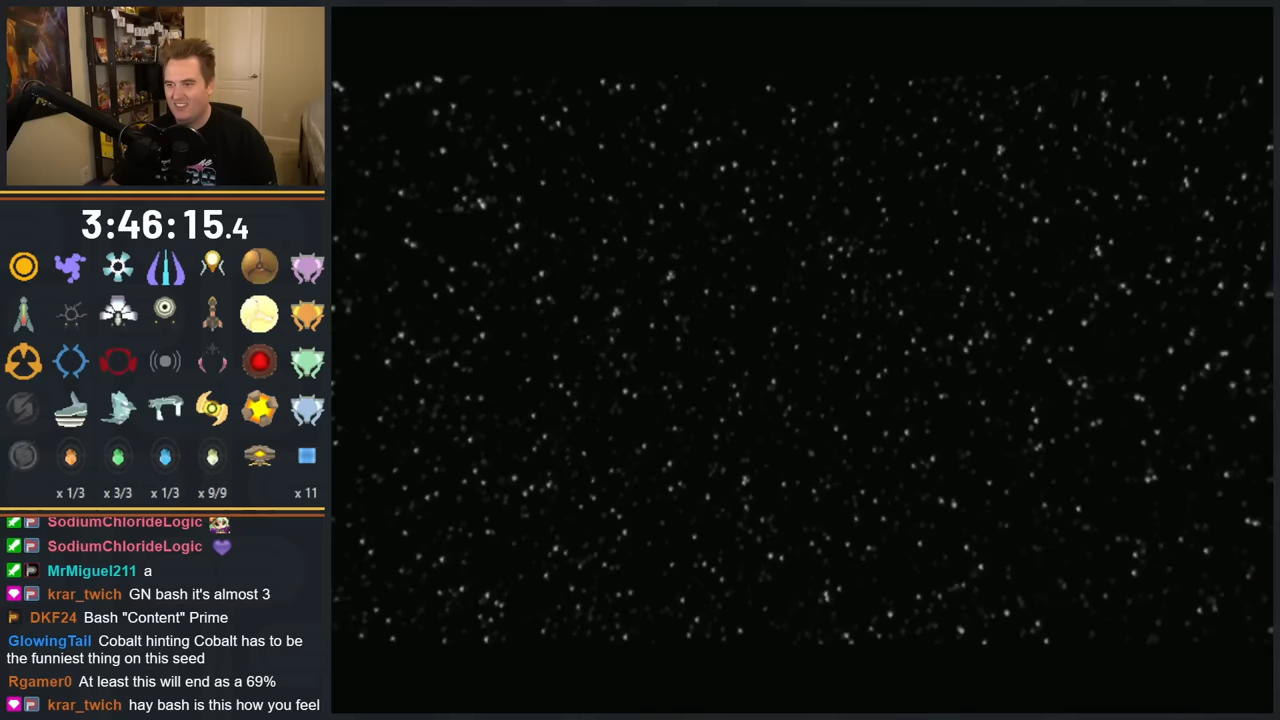 3:46:15.4
x 1/3
x 3/3
x 1/3
x 9/9
x 11
SodiumChlorideLogic
SodiumChlorideLogic
MrMiguel211 a
krar_twich GN bash it's almost 3
DKF24 Bash "Content" Prime
GlowingTail Cobalt hinting Cobalt has to be
the funniest thing on this seed
Rgamer0 At least this will end as a 69%
krar_twich hay bash is this how you feel